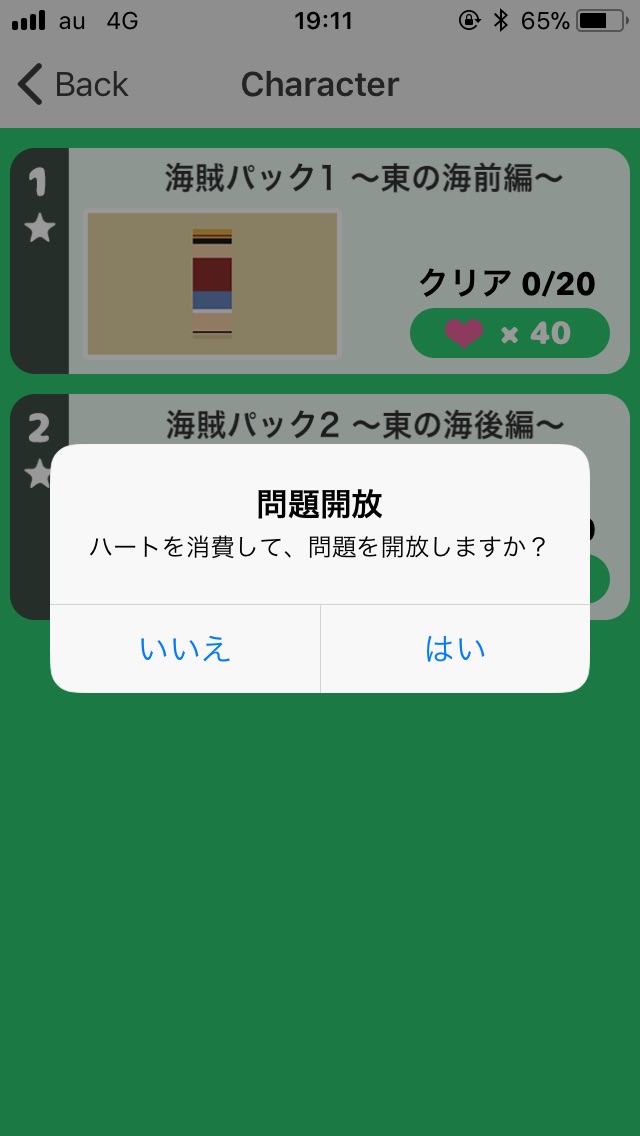 au 4G 19:11 65%
Back Character
1 海賊パック1 〜東の海前編〜
クリア 0/20
× 40
2 海賊パック2 〜東の海後編〜
問題開放
ハートを消費して、問題を開放しますか？
いいえ はい